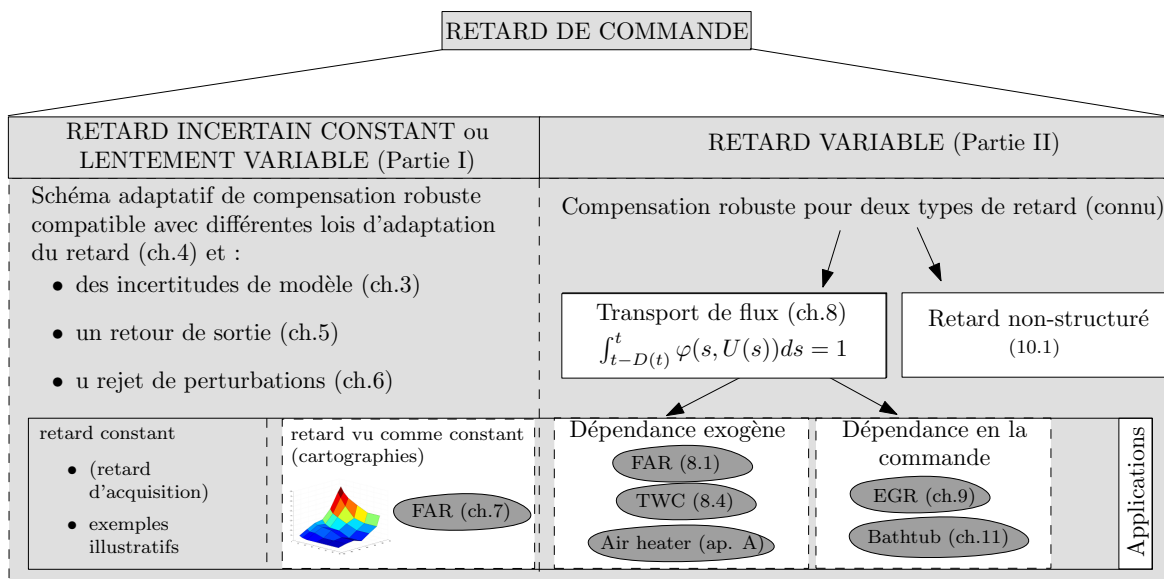 RETARD DE COMMANDE
RETARD INCERTAIN CONSTANT ou
LENTEMENT VARIABLE (Partie I)
Schéma adaptatif de compensation robuste
compatible avec différentes lois d'adaptation
du retard (ch.4) et :
• des incertitudes de modèle (ch.3)
• un retour de sortie (ch.5)
• u rejet de perturbations (ch.6)
retard constant
• (retard
d'acquisition)
• exemples
illustratifs
retard vu comme constant
(cartographies)
FAR (ch.7)
RETARD VARIABLE (Partie II)
Compensation robuste pour deux types de retard (connu)
Transport de flux (ch.8)
∫_{t−D(t)}^{t} φ(s, U(s))ds = 1
Retard non-structuré
(10.1)
Dépendance exogène
FAR (8.1)
TWC (8.4)
Air heater (ap. A)
Dépendance en la
commande
EGR (ch.9)
Bathtub (ch.11)
Applications